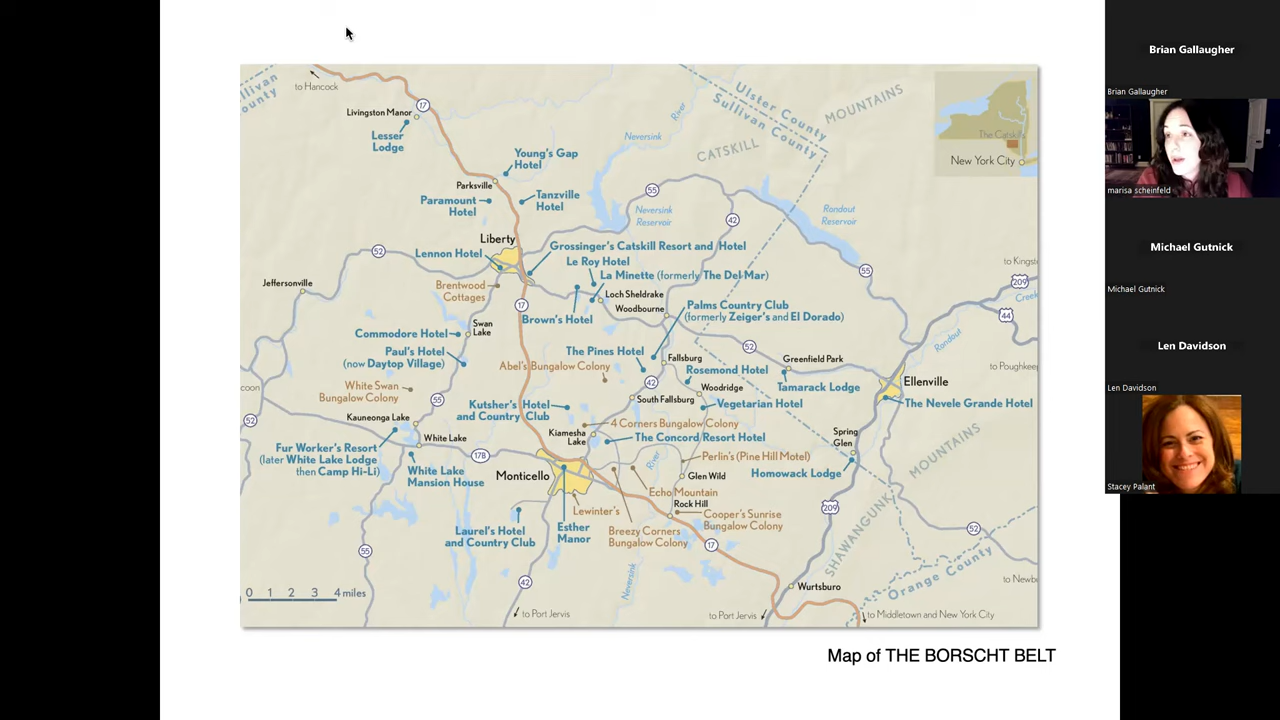 to Hancock
Sullivan
County
17
Livingston Manor
Lesser
Lodge
Young's Gap
Hotel
Parksville
Paramount
Hotel
Tanzville
Hotel
Neversink
River
Ulster County
Sullivan County
MOUNTAINS
CATSKILL
The Catskills
New York City
55
Neversink
Reservoir
42
Rondout
Reservoir
Liberty
52
Lennon Hotel
Grossinger's Catskill Resort and Hotel
Le Roy Hotel
La Minette (formerly The Del Mar)
55
209
Jeffersonville
Brentwood
Cottages
Loch Sheldrake
Woodbourne
17
Brown's Hotel
Palms Country Club
(formerly Zeiger's and El Dorado)
44
Creek
Rondout
Commodore Hotel
Swan
Lake
Paul's Hotel
(now Daytop Village)
The Pines Hotel
Abel's Bungalow Colony
Fallsburg
52
Greenfield Park
Rosemond Hotel
Tamarack Lodge
Ellenville
The Nevele Grande Hotel
White Swan
Bungalow Colony
55
42
Woodridge
South Fallsburg
Vegetarian Hotel
Kutsher's Hotel
and Country Club
4 Corners Bungalow Colony
Kiamesha
Lake
The Concord Resort Hotel
52
Kauneonga Lake
White Lake
17B
Fur Worker's Resort
(later White Lake Lodge
then Camp Hi-Li)
White Lake
Mansion House
Monticello
River
Perlin's (Pine Hill Motel)
Glen Wild
Spring
Glen
Homowack Lodge
MOUNTAINS
SHAWANGUNK
Echo Mountain
Rock Hill
Lewinter's
Cooper's Sunrise
Bungalow Colony
209
52
Laurel's Hotel
and Country Club
Esther
Manor
Breezy Corners
Bungalow Colony
17
55
42
Neversink
Orange County
Wurtsboro
0 1 2 3 4 miles
to Port Jervis
to Port Jervis
to Middletown and New York City
Map of THE BORSCHT BELT
Brian Gallaugher
Brian Gallaugher
marisa scheinfeld
Michael Gutnick
Michael Gutnick
Len Davidson
Len Davidson
Stacey Palant